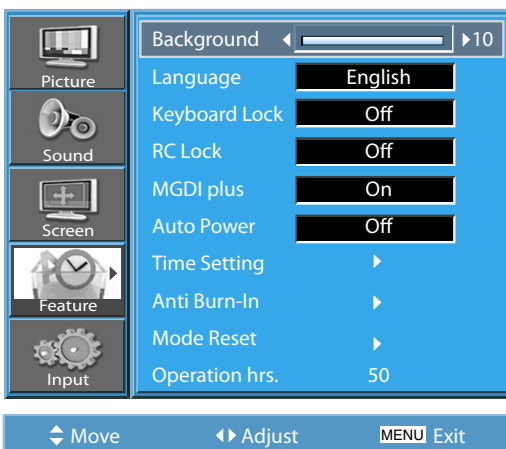 Picture
Sound
Screen
Feature
Input
Background 10
Language English
Keyboard Lock Off
RC Lock Off
MGDI plus On
Auto Power Off
Time Setting
Anti Burn-In
Mode Reset
Operation hrs. 50
Move Adjust MENU Exit